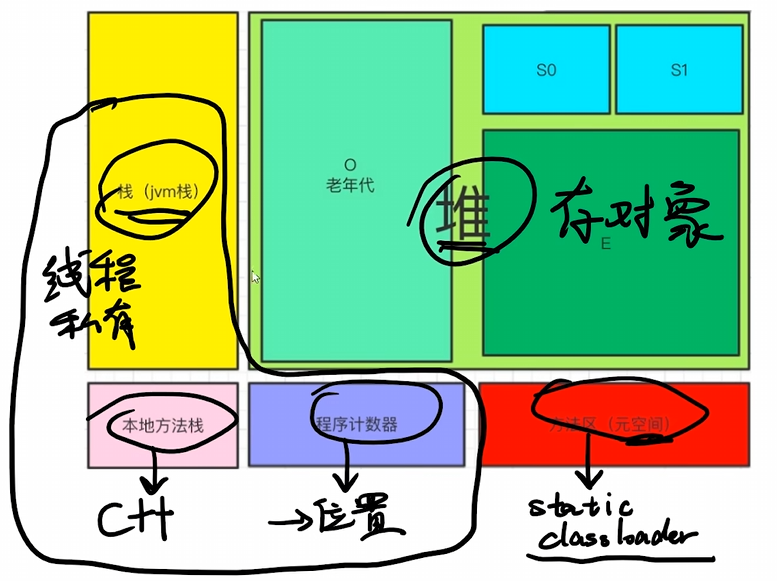 栈（jvm栈）
线程
私有
O
老年代
S0
S1
堆
存对象
E
本地方法栈
程序计数器
方法区（元空间）
C++
→位置
static
classloader